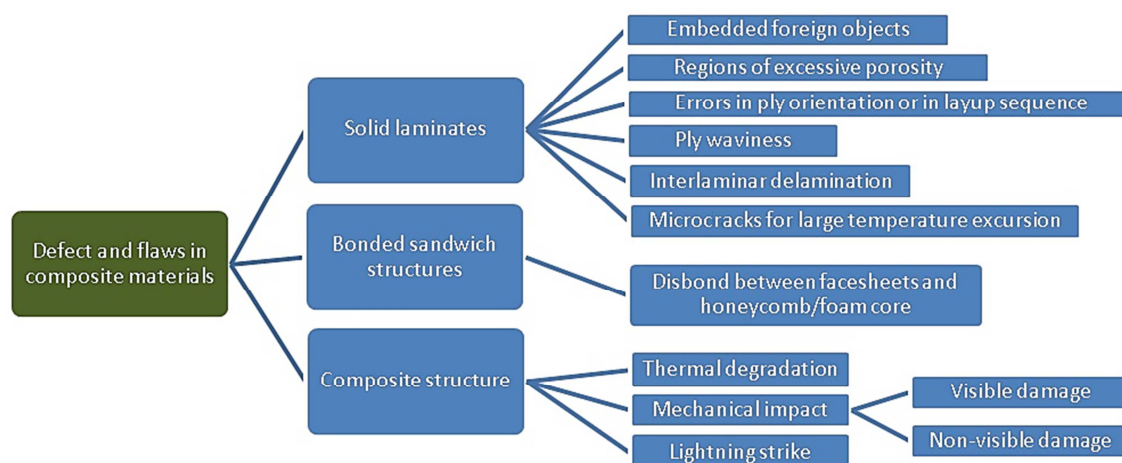 Defect and flaws in
composite materials
Solid laminates
Embedded foreign objects
Regions of excessive porosity
Errors in ply orientation or in layup sequence
Ply waviness
Interlaminar delamination
Microcracks for large temperature excursion
Bonded sandwich
structures
Disbond between facesheets and
honeycomb/foam core
Composite structure
Thermal degradation
Mechanical impact
Visible damage
Non-visible damage
Lightning strike